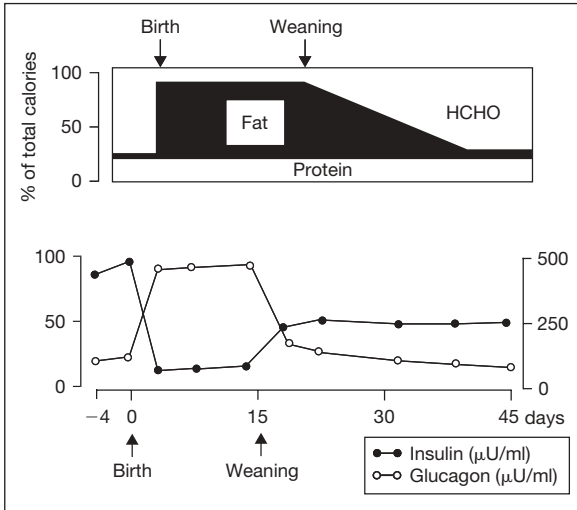 Birth Weaning
% of total calories
100
50
0
Fat
HCHO
Protein
100 500
50 250
0 0
−4 0 15 30 45 days
Birth Weaning
Insulin (μU/ml)
Glucagon (μU/ml)